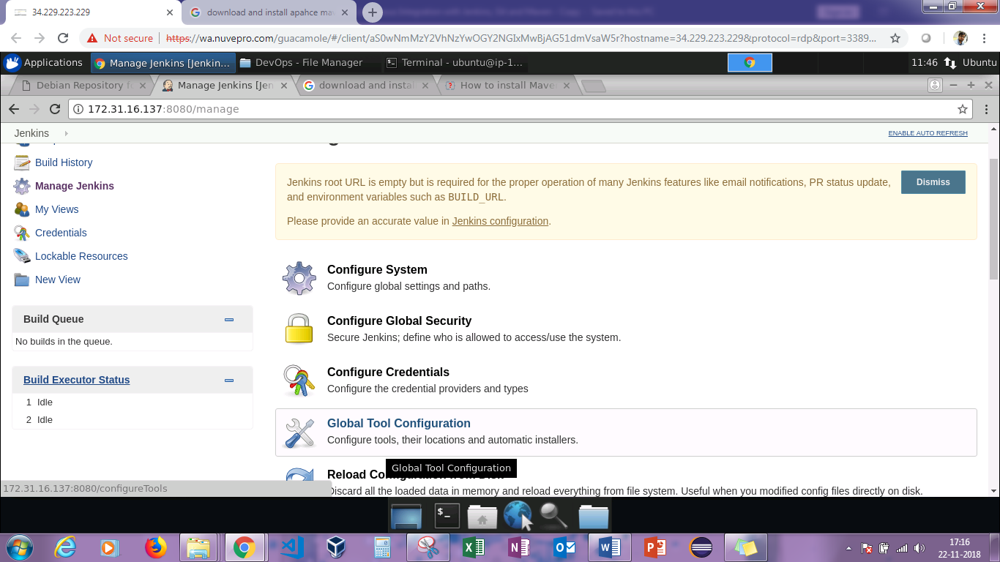 34.229.223.229
download and install apahce mav
Not secure
https://wa.nuvepro.com/guacamole/#/client/aS0wNmMzY2VhNzYwOGY2NGIxMwBjAG51dmVsaW5r?hostname=34.229.223.229&protocol=rdp&port=3389...
Applications
Manage Jenkins [Jenkin...
DevOps - File Manager
Terminal - ubuntu@ip-1...
11:46
Ubuntu
Debian Repository f
Manage Jenkins [Jen
download and instal
How to install Mave
172.31.16.137:8080/manage
Jenkins
ENABLE AUTO REFRESH
Build History
Manage Jenkins
My Views
Credentials
Lockable Resources
New View
Build Queue
No builds in the queue.
Build Executor Status
1 Idle
2 Idle
Jenkins root URL is empty but is required for the proper operation of many Jenkins features like email notifications, PR status update,
and environment variables such as BUILD_URL.
Please provide an accurate value in Jenkins configuration.
Dismiss
Configure System
Configure global settings and paths.
Configure Global Security
Secure Jenkins; define who is allowed to access/use the system.
Configure Credentials
Configure the credential providers and types
Global Tool Configuration
Configure tools, their locations and automatic installers.
Global Tool Configuration
Reload Configuration from Disk
Discard all the loaded data in memory and reload everything from file system. Useful when you modified config files directly on disk.
172.31.16.137:8080/configureTools
17:16
22-11-2018